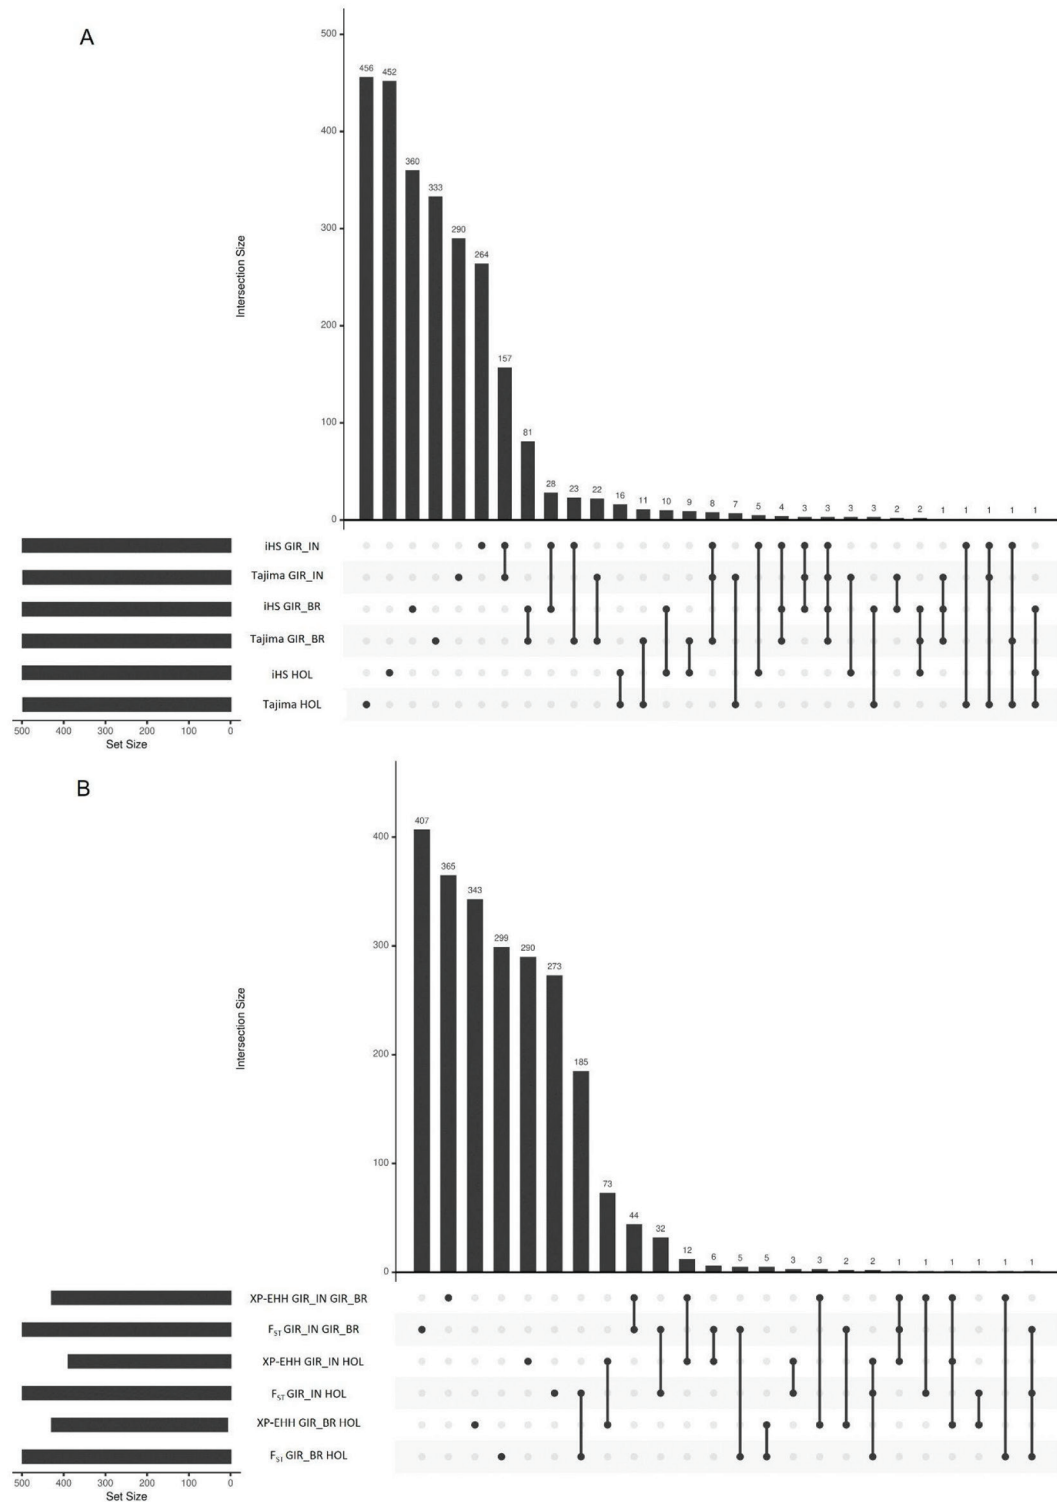 A
500
400
300
200
100
0
Intersection Size
456 452 360 333 290 264 157 81 28 23 22 16 11 10 9 8 7 5 4 3 3 3 3 2 2 1 1 1 1 1
iHS GIR_IN
Tajima GIR_IN
iHS GIR_BR
Tajima GIR_BR
iHS HOL
Tajima HOL
500 400 300 200 100 0
Set Size
B
400
300
200
100
0
Intersection Size
407 365 343 299 290 273 185 73 44 32 12 6 5 5 3 3 2 2 1 1 1 1 1 1
XP-EHH GIR_IN GIR_BR
FST GIR_IN GIR_BR
XP-EHH GIR_IN HOL
FST GIR_IN HOL
XP-EHH GIR_BR HOL
FST GIR_BR HOL
500 400 300 200 100 0
Set Size